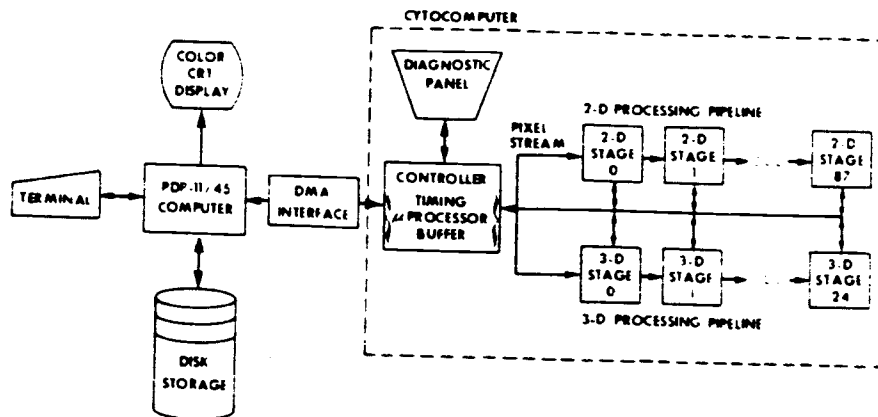 CYTOCOMPUTER
COLOR
CRT
DISPLAY
DIAGNOSTIC
PANEL
2-D PROCESSING PIPELINE
PIXEL
STREAM
2-D
STAGE
0
2-D
STAGE
1
2-D
STAGE
87
TERMINAL
PDP-11/45
COMPUTER
DMA
INTERFACE
CONTROLLER
TIMING
μ PROCESSOR
BUFFER
3-D
STAGE
0
3-D
STAGE
1
3-D
STAGE
24
3-D PROCESSING PIPELINE
DISK
STORAGE